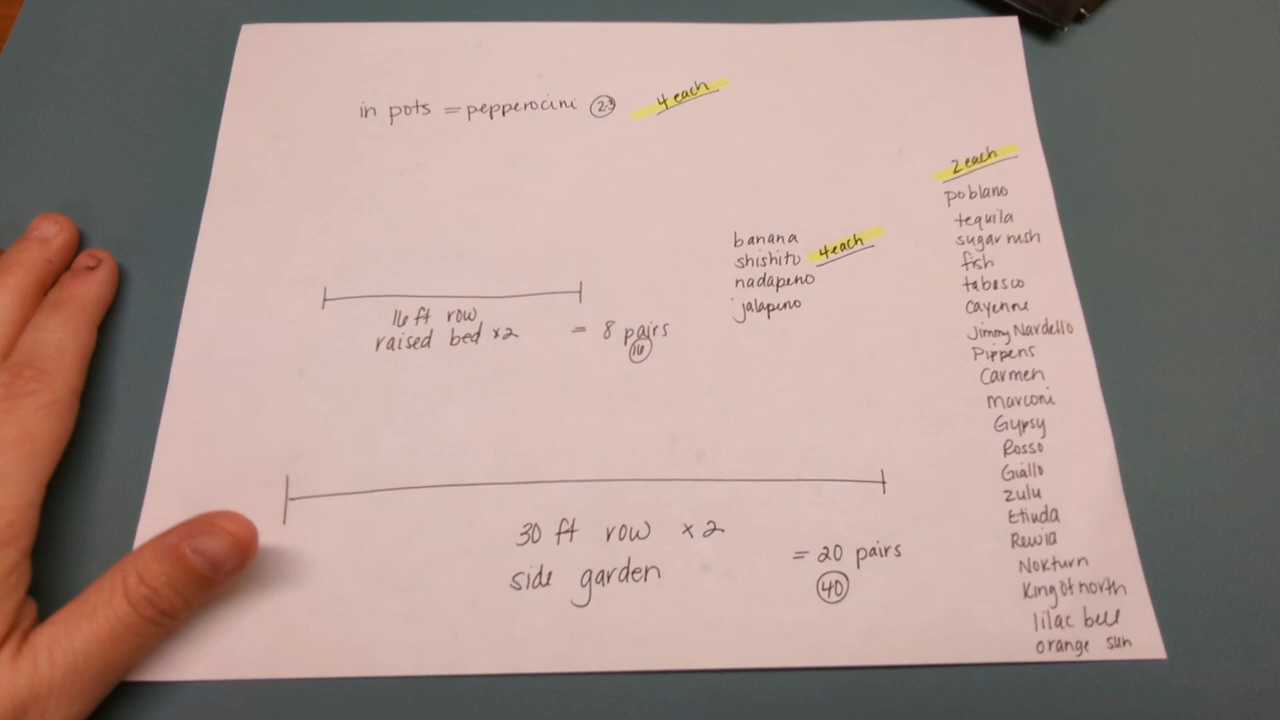 in pots = pepperocini 23 4 each
banana
shishito 4 each
nadapeno
jalapeno
16 ft row
raised bed x2 = 8 pairs
16
30 ft row x2
side garden
= 20 pairs
40
2 each
poblano
tequila
sugar rush
fish
tabasco
Cayenne
Jimmy Nardello
Pippens
Carmen
Marconi
Gypsy
Rosso
Giallo
zulu
Etiuda
Rewia
Nokturn
King of north
lilac bell
orange sun